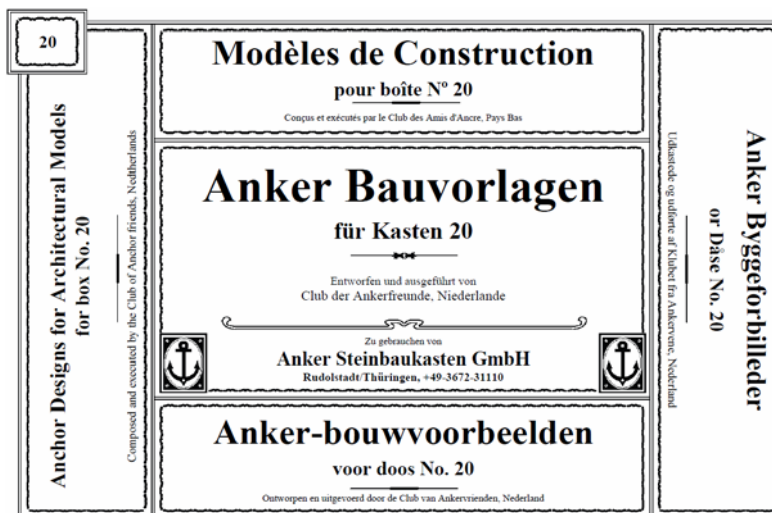 20
Anchor Designs for Architectural Models
for box No. 20
Composed and executed by the Club of Anchor friends, Nedtherlands
Modèles de Construction
pour boîte Nº 20
Conçus et exécutés par le Club des Amis d'Ancre, Pays Bas
Anker Bauvorlagen
für Kasten 20
Entworfen und ausgeführt von
Club der Ankerfreunde, Niederlande
Zu gebrauchen von
Anker Steinbaukasten GmbH
Rudolstadt/Thüringen, +49-3672-31110
Anker-bouwvoorbeelden
voor doos No. 20
Ontworpen en uitgevoerd door de Club van Ankervrienden, Nederland
Anker Byggeforbilleder
or Dåse No. 20
Udkastede og udførte af Klubet fra Ankervene, Nederland